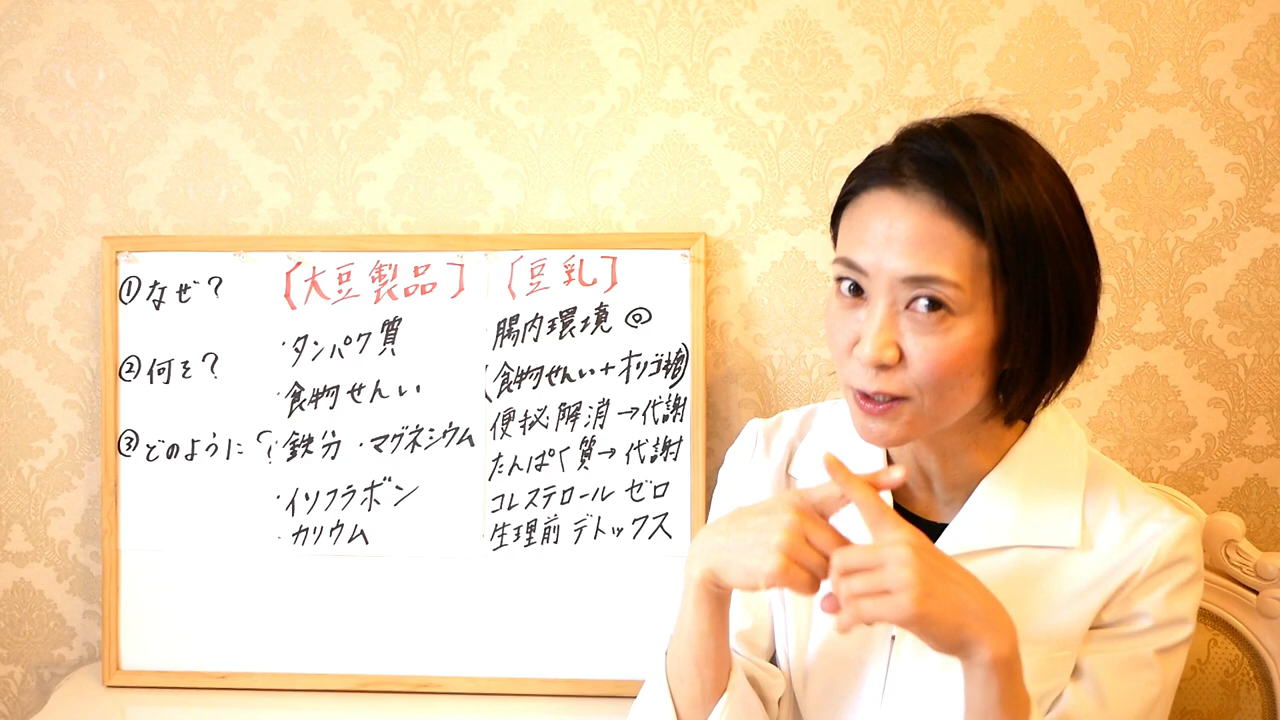 ①なぜ?
②何を?
③どのように?
【大豆製品】
・タンパク質
・食物せんい
・鉄分 ・マグネシウム
・イソフラボン
・カリウム
【豆乳】
・腸内環境◎
(食物せんい+オリゴ糖)
便秘解消→代謝
たんぱく質→代謝
コレステロール ゼロ
・生理前 デトックス